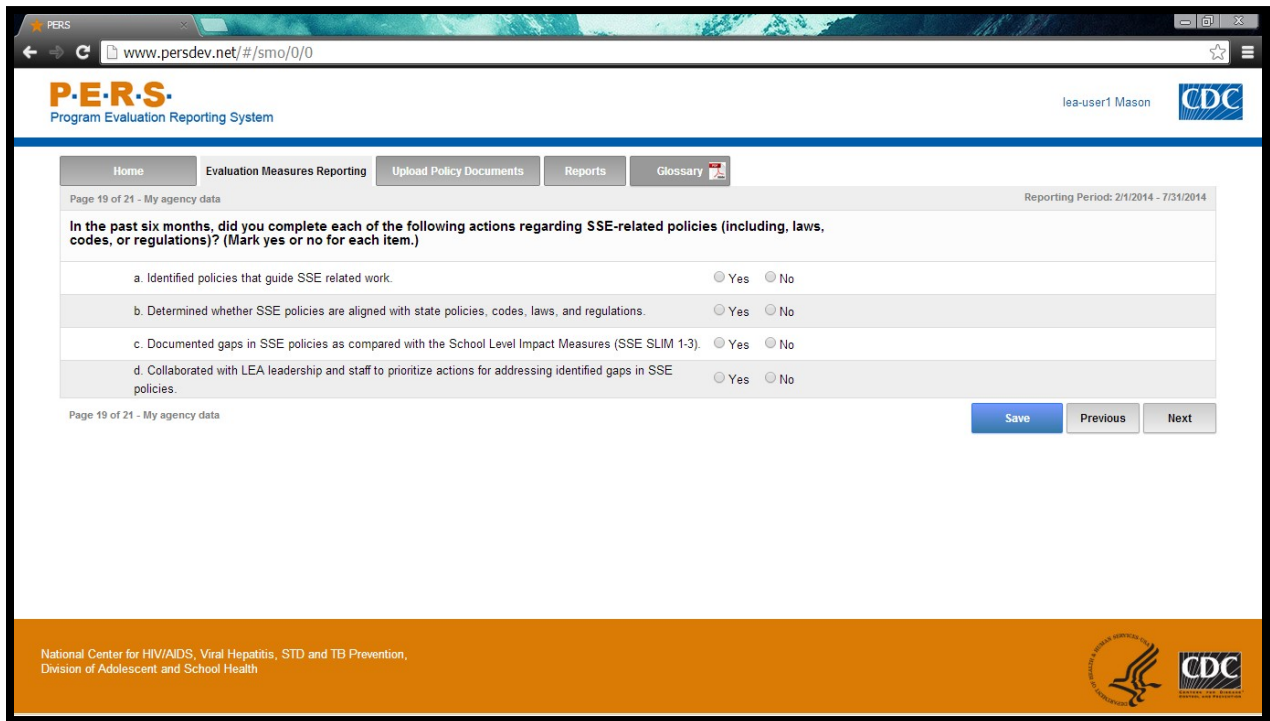 PERS
www.persdev.net/#/smo/0/0
P·E·R·S·
Program Evaluation Reporting System
lea-user1 Mason
CDC
Home
Evaluation Measures Reporting
Upload Policy Documents
Reports
Glossary
Page 19 of 21 - My agency data
Reporting Period: 2/1/2014 - 7/31/2014
In the past six months, did you complete each of the following actions regarding SSE-related policies (including, laws,
codes, or regulations)? (Mark yes or no for each item.)
a. Identified policies that guide SSE related work. Yes No
b. Determined whether SSE policies are aligned with state policies, codes, laws, and regulations. Yes No
c. Documented gaps in SSE policies as compared with the School Level Impact Measures (SSE SLIM 1-3). Yes No
d. Collaborated with LEA leadership and staff to prioritize actions for addressing identified gaps in SSE
policies. Yes No
Page 19 of 21 - My agency data
Save
Previous
Next
National Center for HIV/AIDS, Viral Hepatitis, STD and TB Prevention,
Division of Adolescent and School Health
CDC